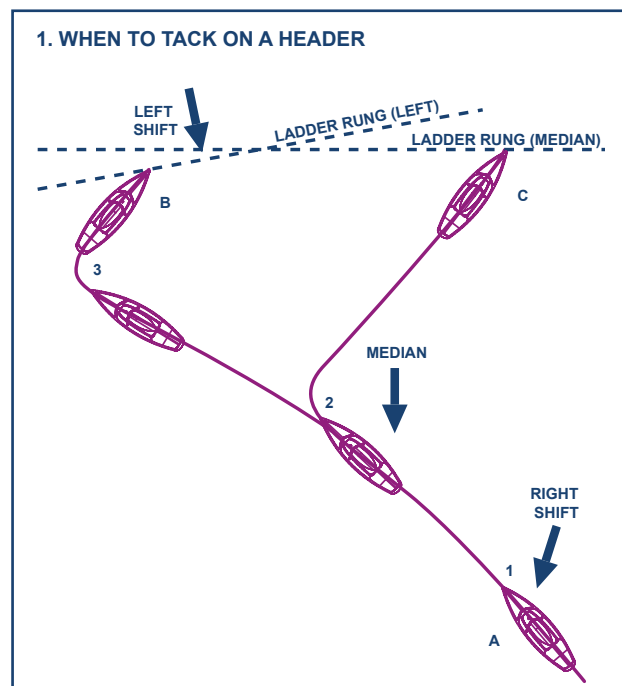 1. WHEN TO TACK ON A HEADER
LEFT
SHIFT
LADDER RUNG (LEFT)
LADDER RUNG (MEDIAN)
B
C
3
MEDIAN
2
RIGHT
SHIFT
1
A